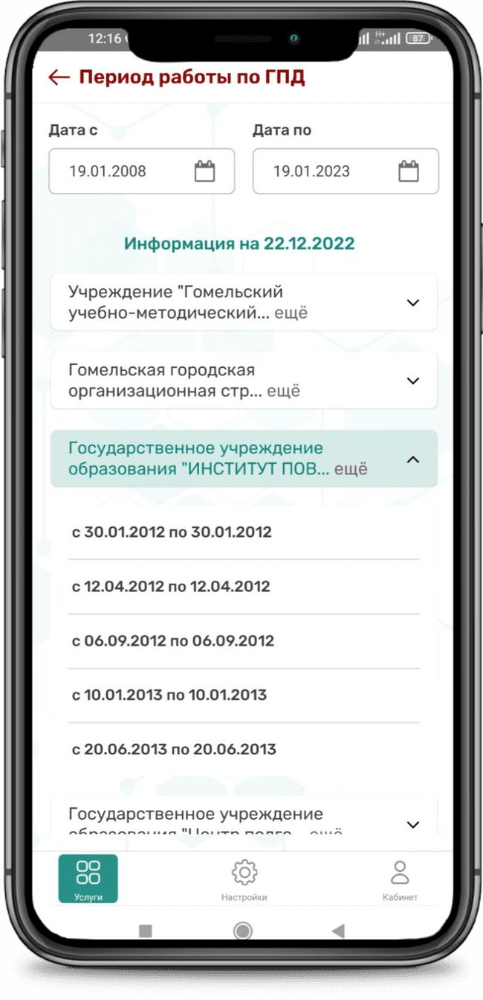 12:16
H+
87
Период работы по ГПД
Дата с
Дата по
19.01.2008
19.01.2023
Информация на 22.12.2022
Учреждение "Гомельский
учебно-методический... ещё
Гомельская городская
организационная стр... ещё
Государственное учреждение
образования "ИНСТИТУТ ПОВ... ещё
с 30.01.2012 по 30.01.2012
с 12.04.2012 по 12.04.2012
с 06.09.2012 по 06.09.2012
с 10.01.2013 по 10.01.2013
с 20.06.2013 по 20.06.2013
Государственное учреждение
образования "Центр подго... ещё
Услуги
Настройки
Кабинет